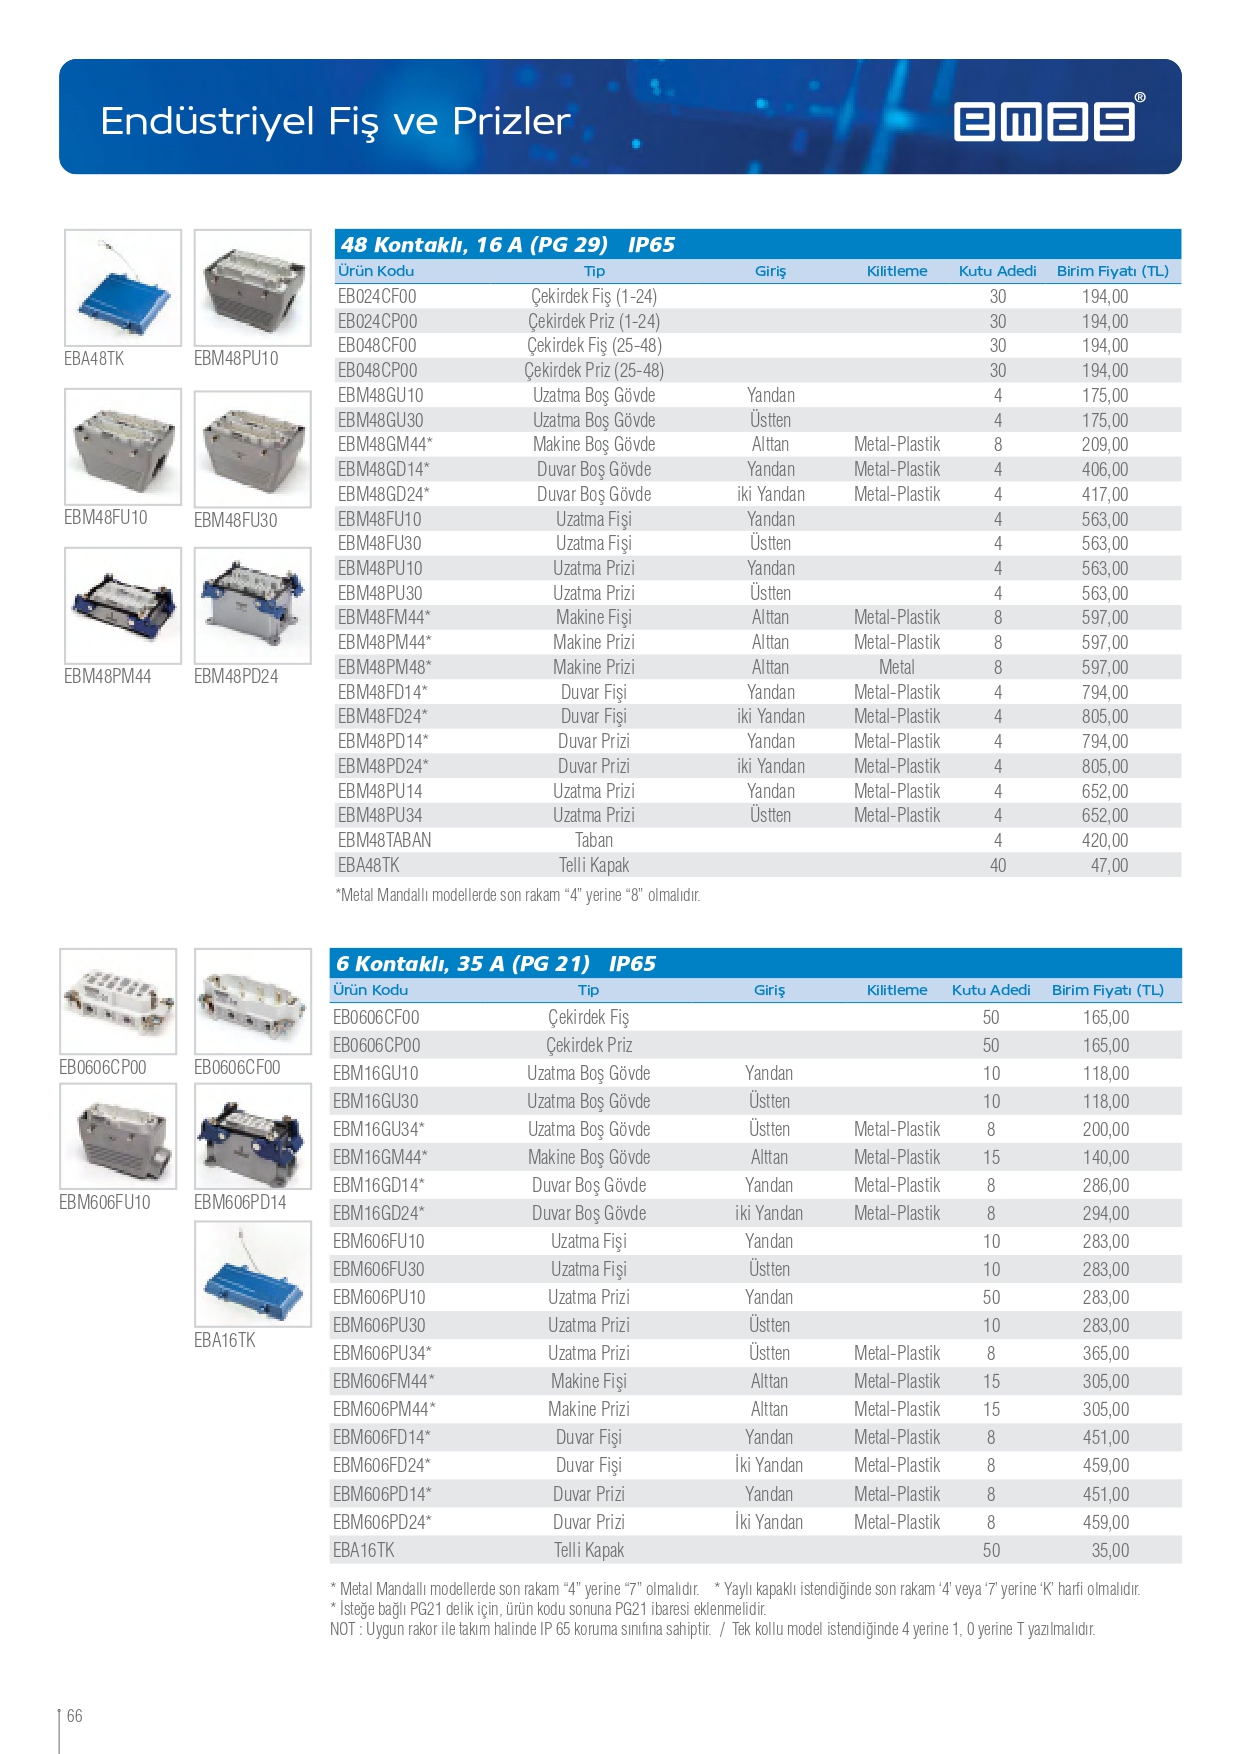 Endüstriyel Fiş ve Prizler
emas®
EBA48TK
EBM48PU10
EBM48FU10
EBM48FU30
EBM48PM44
EBM48PD24
48 Kontaklı, 16 A (PG 29) IP65
Ürün Kodu Tip Giriş Kilitleme Kutu Adedi Birim Fiyatı (TL)
EB024CF00 Çekirdek Fiş (1-24) 30 194,00
EB024CP00 Çekirdek Priz (1-24) 30 194,00
EB048CF00 Çekirdek Fiş (25-48) 30 194,00
EB048CP00 Çekirdek Priz (25-48) 30 194,00
EBM48GU10 Uzatma Boş Gövde Yandan 4 175,00
EBM48GU30 Uzatma Boş Gövde Üstten 4 175,00
EBM48GM44* Makine Boş Gövde Alttan Metal-Plastik 8 209,00
EBM48GD14* Duvar Boş Gövde Yandan Metal-Plastik 4 406,00
EBM48GD24* Duvar Boş Gövde iki Yandan Metal-Plastik 4 417,00
EBM48FU10 Uzatma Fişi Yandan 4 563,00
EBM48FU30 Uzatma Fişi Üstten 4 563,00
EBM48PU10 Uzatma Prizi Yandan 4 563,00
EBM48PU30 Uzatma Prizi Üstten 4 563,00
EBM48FM44* Makine Fişi Alttan Metal-Plastik 8 597,00
EBM48PM44* Makine Prizi Alttan Metal-Plastik 8 597,00
EBM48PM48* Makine Prizi Alttan Metal 8 597,00
EBM48FD14* Duvar Fişi Yandan Metal-Plastik 4 794,00
EBM48FD24* Duvar Fişi iki Yandan Metal-Plastik 4 805,00
EBM48PD14* Duvar Prizi Yandan Metal-Plastik 4 794,00
EBM48PD24* Duvar Prizi iki Yandan Metal-Plastik 4 805,00
EBM48PU14 Uzatma Prizi Yandan Metal-Plastik 4 652,00
EBM48PU34 Uzatma Prizi Üstten Metal-Plastik 4 652,00
EBM48TABAN Taban 4 420,00
EBA48TK Telli Kapak 40 47,00
*Metal Mandallı modellerde son rakam “4” yerine “8” olmalıdır.
EB0606CP00
EB0606CF00
EBM606FU10
EBM606PD14
EBA16TK
6 Kontaklı, 35 A (PG 21) IP65
Ürün Kodu Tip Giriş Kilitleme Kutu Adedi Birim Fiyatı (TL)
EB0606CF00 Çekirdek Fiş 50 165,00
EB0606CP00 Çekirdek Priz 50 165,00
EBM16GU10 Uzatma Boş Gövde Yandan 10 118,00
EBM16GU30 Uzatma Boş Gövde Üstten 10 118,00
EBM16GU34* Uzatma Boş Gövde Üstten Metal-Plastik 8 200,00
EBM16GM44* Makine Boş Gövde Alttan Metal-Plastik 15 140,00
EBM16GD14* Duvar Boş Gövde Yandan Metal-Plastik 8 286,00
EBM16GD24* Duvar Boş Gövde iki Yandan Metal-Plastik 8 294,00
EBM606FU10 Uzatma Fişi Yandan 10 283,00
EBM606FU30 Uzatma Fişi Üstten 10 283,00
EBM606PU10 Uzatma Prizi Yandan 50 283,00
EBM606PU30 Uzatma Prizi Üstten 10 283,00
EBM606PU34* Uzatma Prizi Üstten Metal-Plastik 8 365,00
EBM606FM44* Makine Fişi Alttan Metal-Plastik 15 305,00
EBM606PM44* Makine Prizi Alttan Metal-Plastik 15 305,00
EBM606FD14* Duvar Fişi Yandan Metal-Plastik 8 451,00
EBM606FD24* Duvar Fişi İki Yandan Metal-Plastik 8 459,00
EBM606PD14* Duvar Prizi Yandan Metal-Plastik 8 451,00
EBM606PD24* Duvar Prizi İki Yandan Metal-Plastik 8 459,00
EBA16TK Telli Kapak 50 35,00
* Metal Mandallı modellerde son rakam “4” yerine “7” olmalıdır. * Yaylı kapaklı istendiğinde son rakam ‘4’ veya ‘7’ yerine ‘K’ harfi olmalıdır.
* İsteğe bağlı PG21 delik için, ürün kodu sonuna PG21 ibaresi eklenmelidir.
NOT : Uygun rakor ile takım halinde IP 65 koruma sınıfına sahiptir. / Tek kollu model istendiğinde 4 yerine 1, 0 yerine T yazılmalıdır.
66